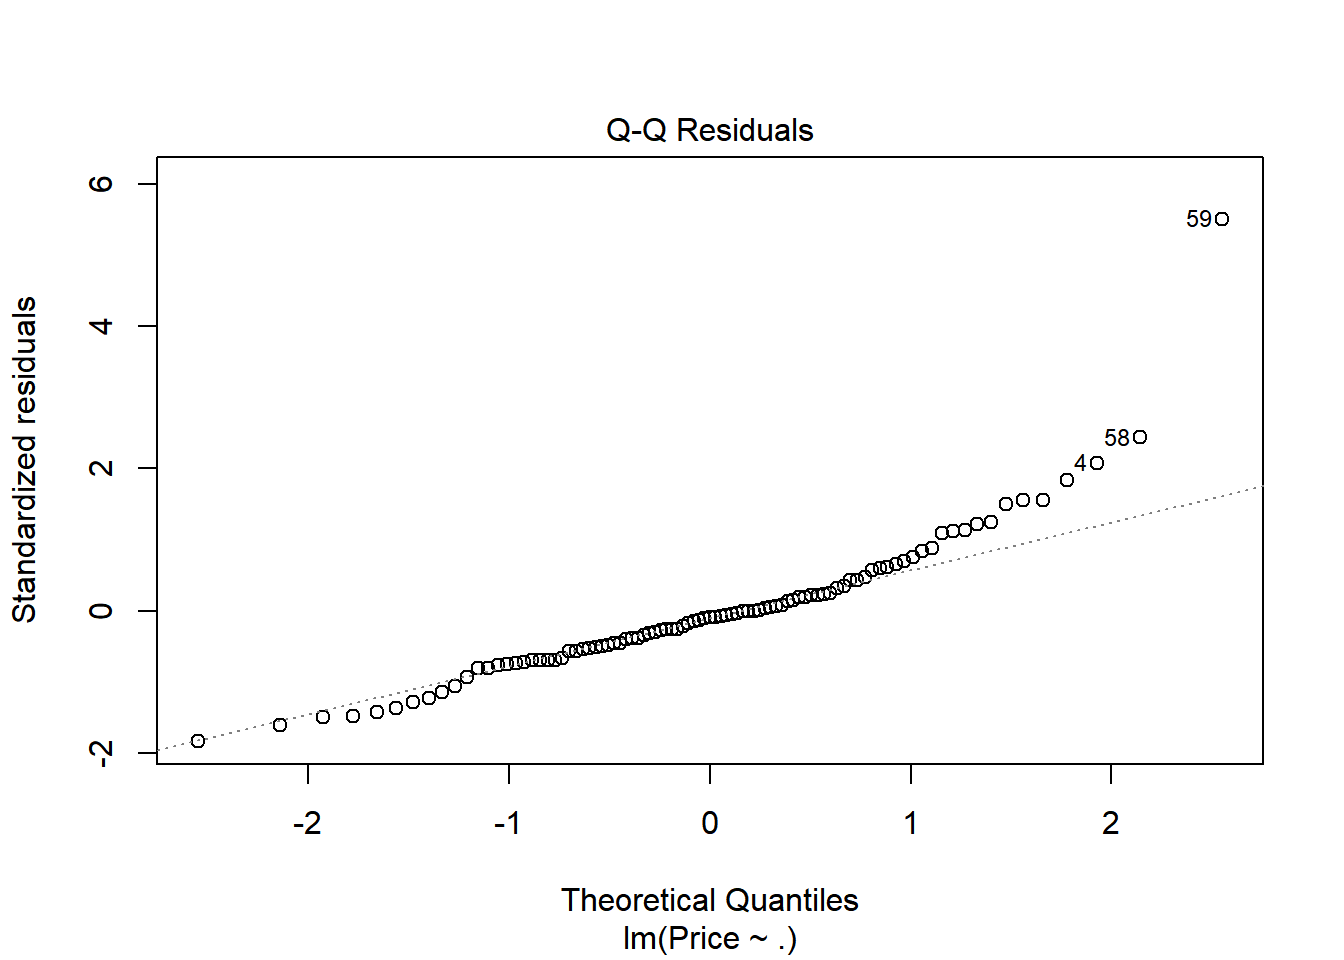 Q-Q Residuals
Standardized residuals
6
4
2
0
-2
59
58
4
-2 -1 0 1 2
Theoretical Quantiles
lm(Price ~ .)